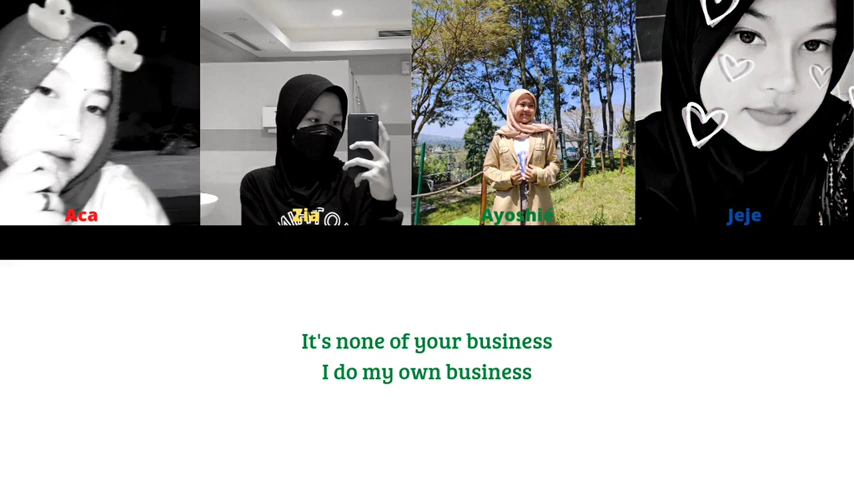 Aca
Zia
Ayoshie
Jeje
It's none of your business
I do my own business